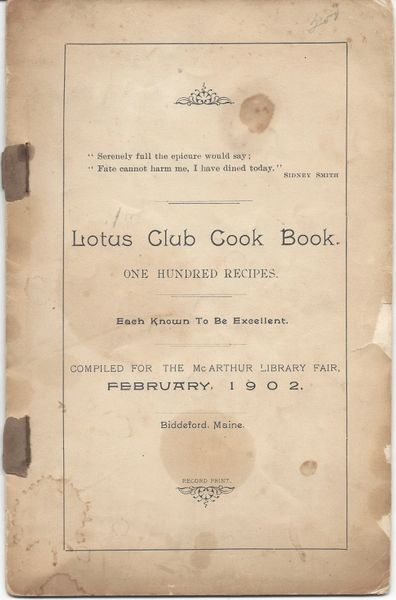 " Serenely full the epicure would say;
" Fate cannot harm me, I have dined today."
SIDNEY SMITH
Lotus Club Cook Book.
ONE HUNDRED RECIPES.
Each Known To Be Excellent.
COMPILED FOR THE McARTHUR LIBRARY FAIR,
FEBRUARY, 1902.
Biddeford, Maine.
RECORD PRINT.